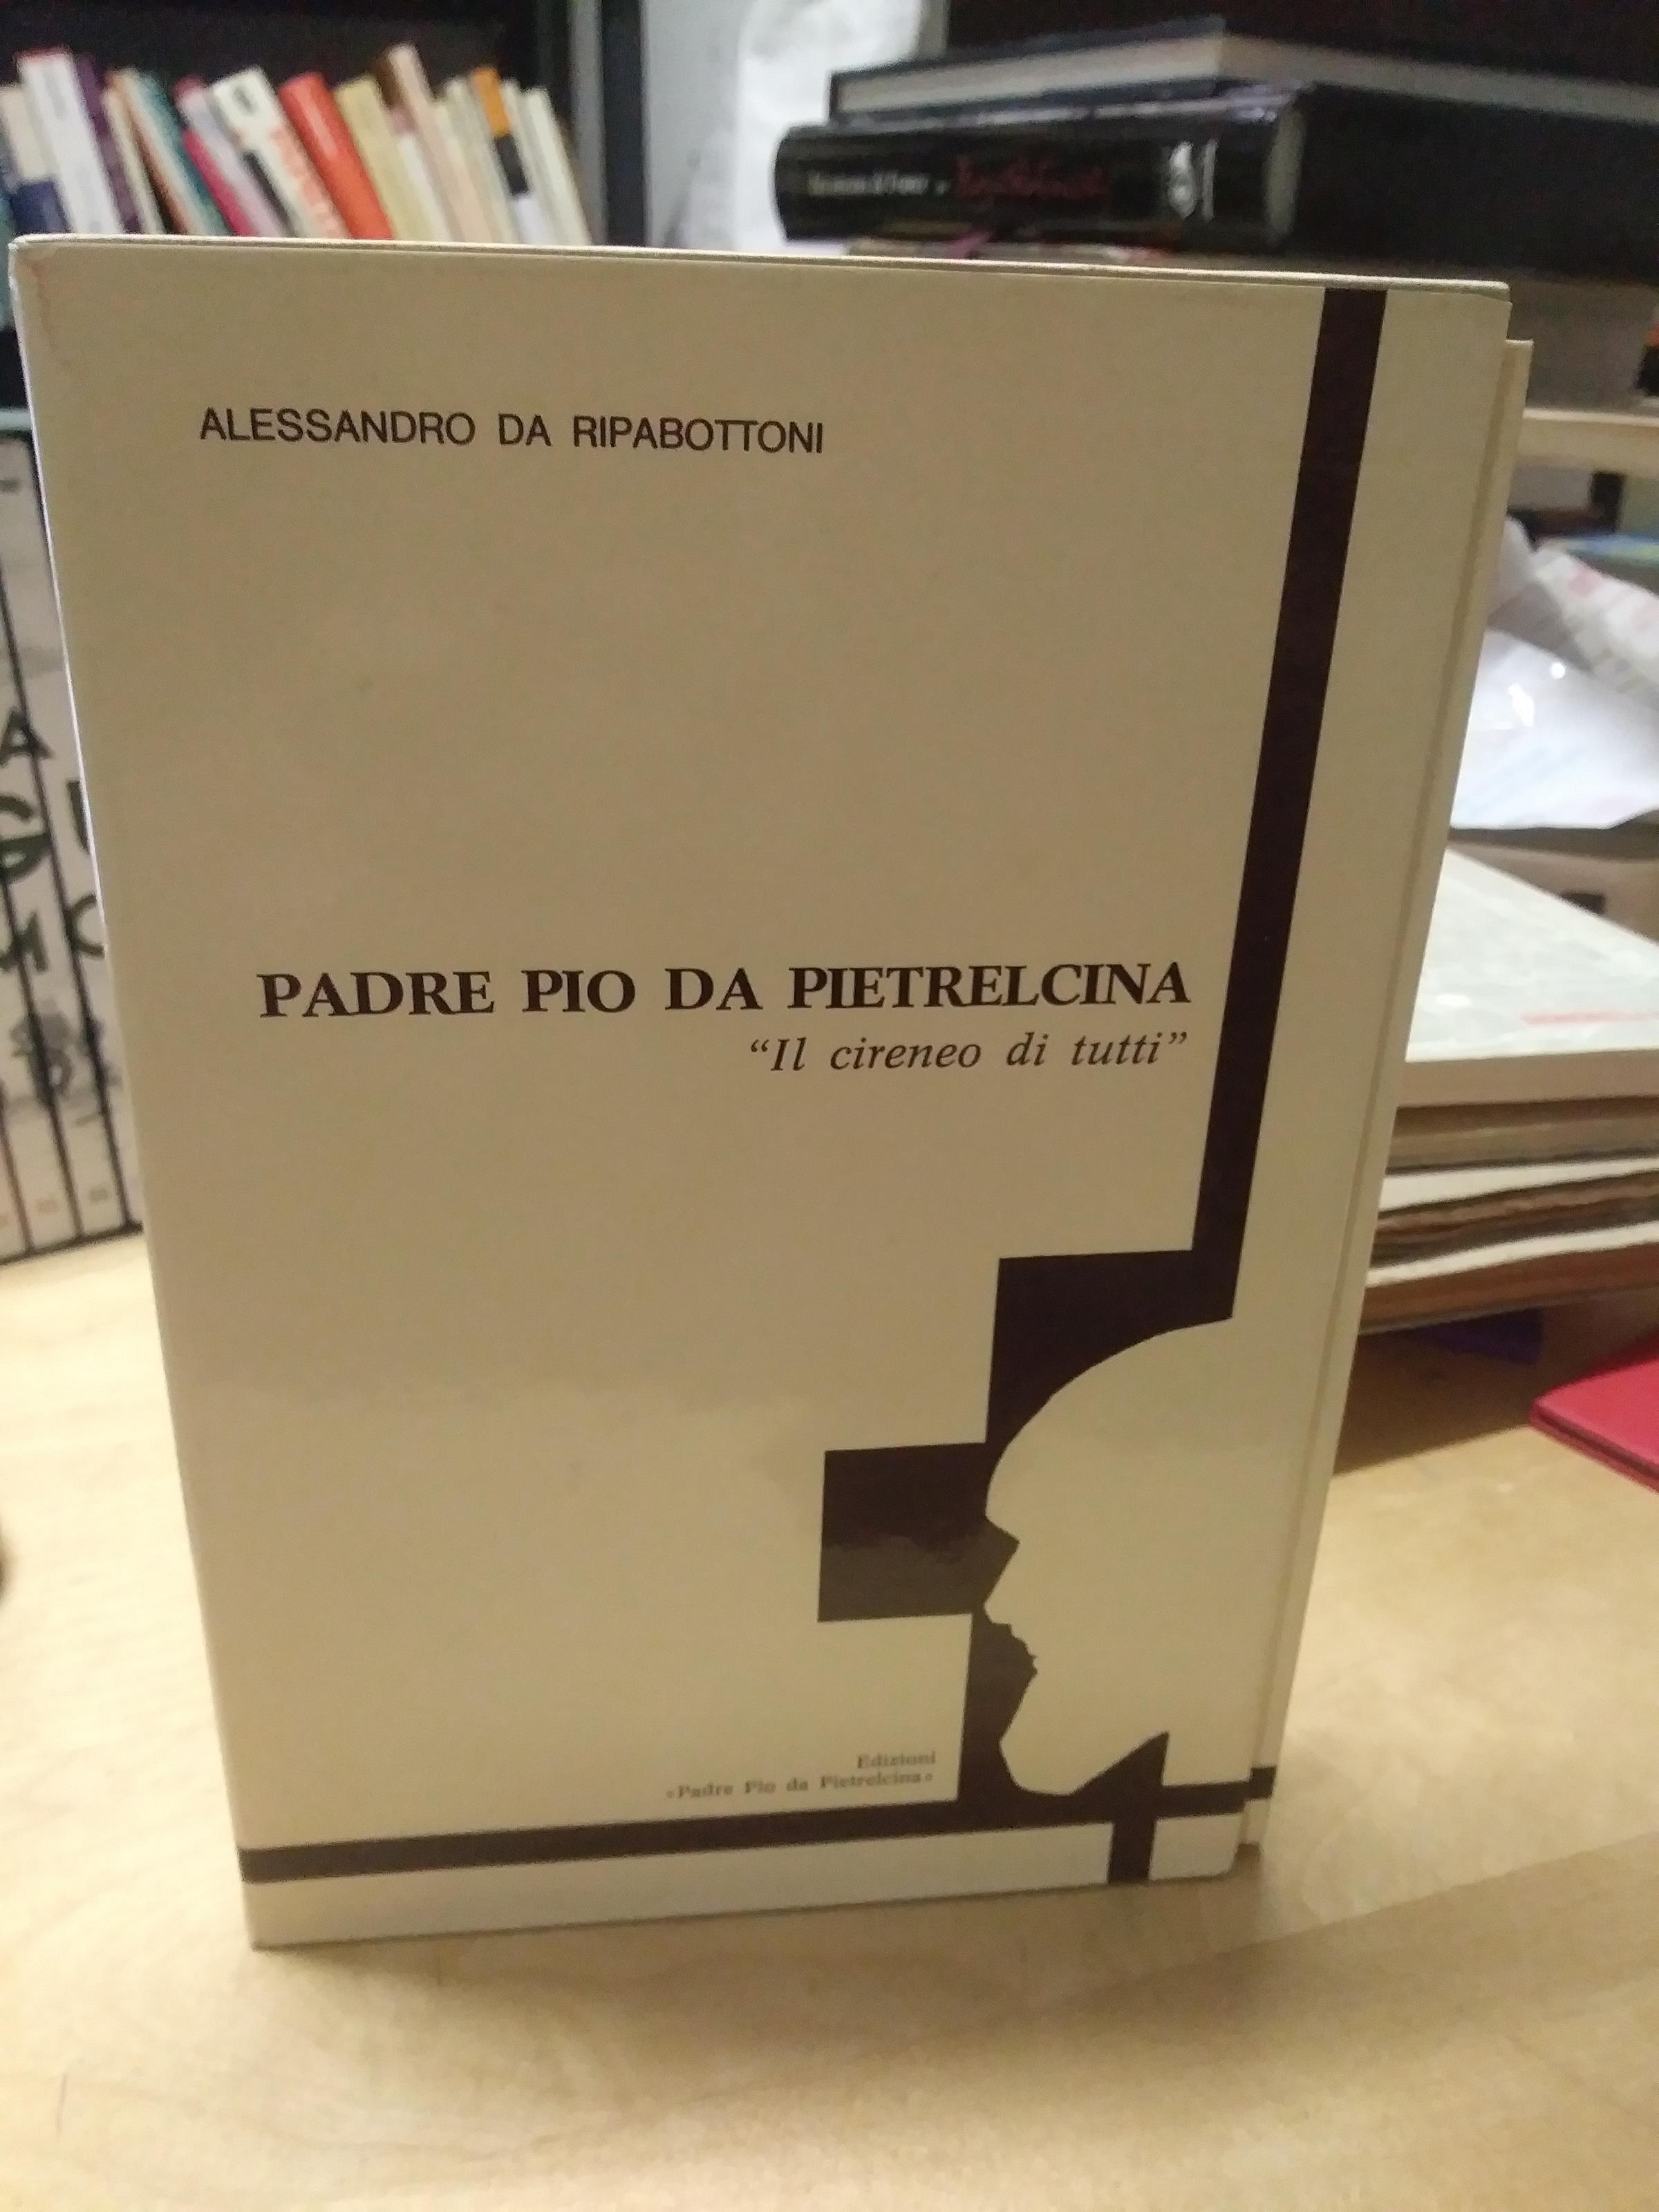 ALESSANDRO DA RIPABOTTONI
PADRE PIO DA PIETRELCINA
“Il cireneo di tutti”
Edizioni
«Padre Pio da Pietrelcina»